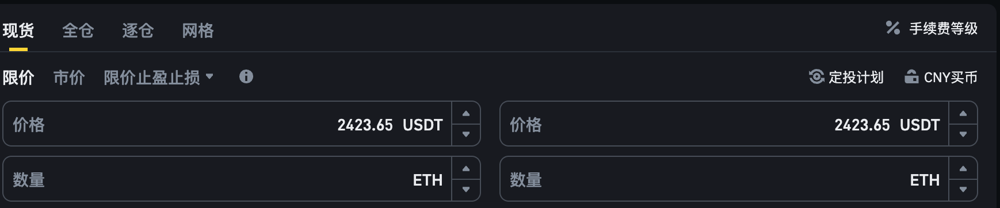 现货 全仓 逐仓 网格 手续费等级
限价 市价 限价止盈止损 定投计划 CNY买币
价格 2423.65 USDT 价格 2423.65 USDT
数量 ETH 数量 ETH